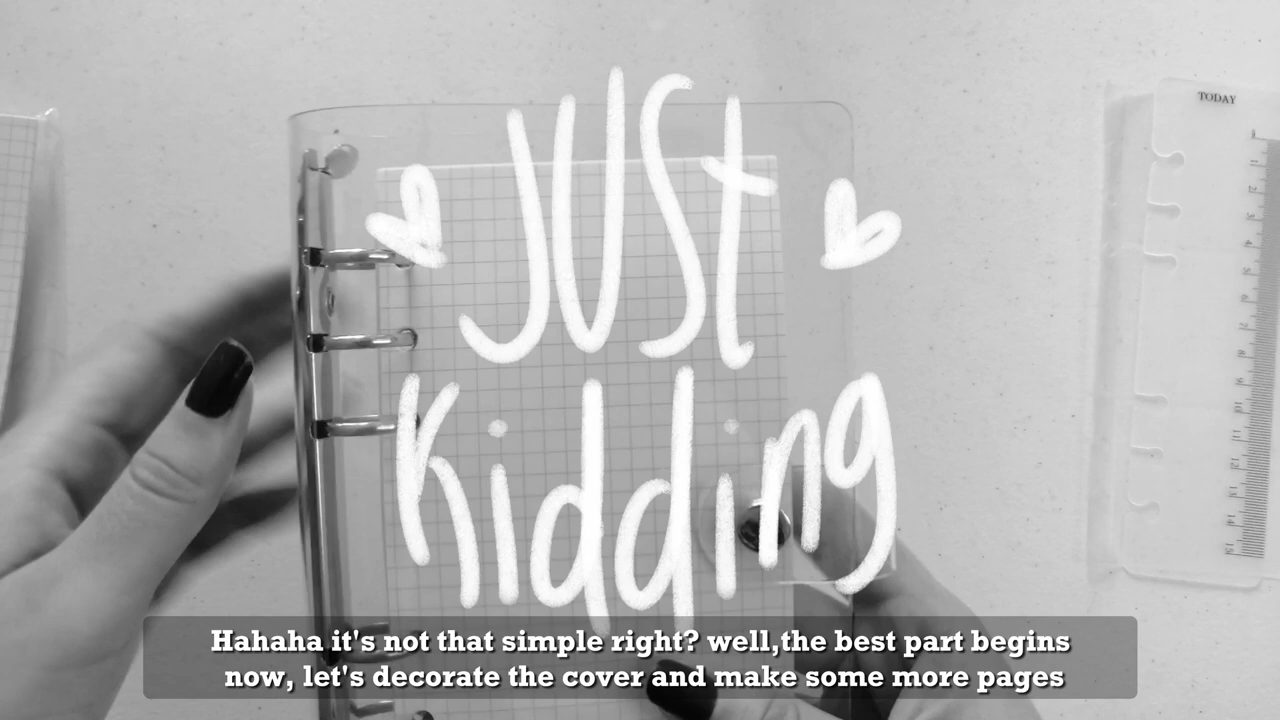 TODAY
JUST
Kidding
Hahaha it's not that simple right? well,the best part begins
now, let's decorate the cover and make some more pages